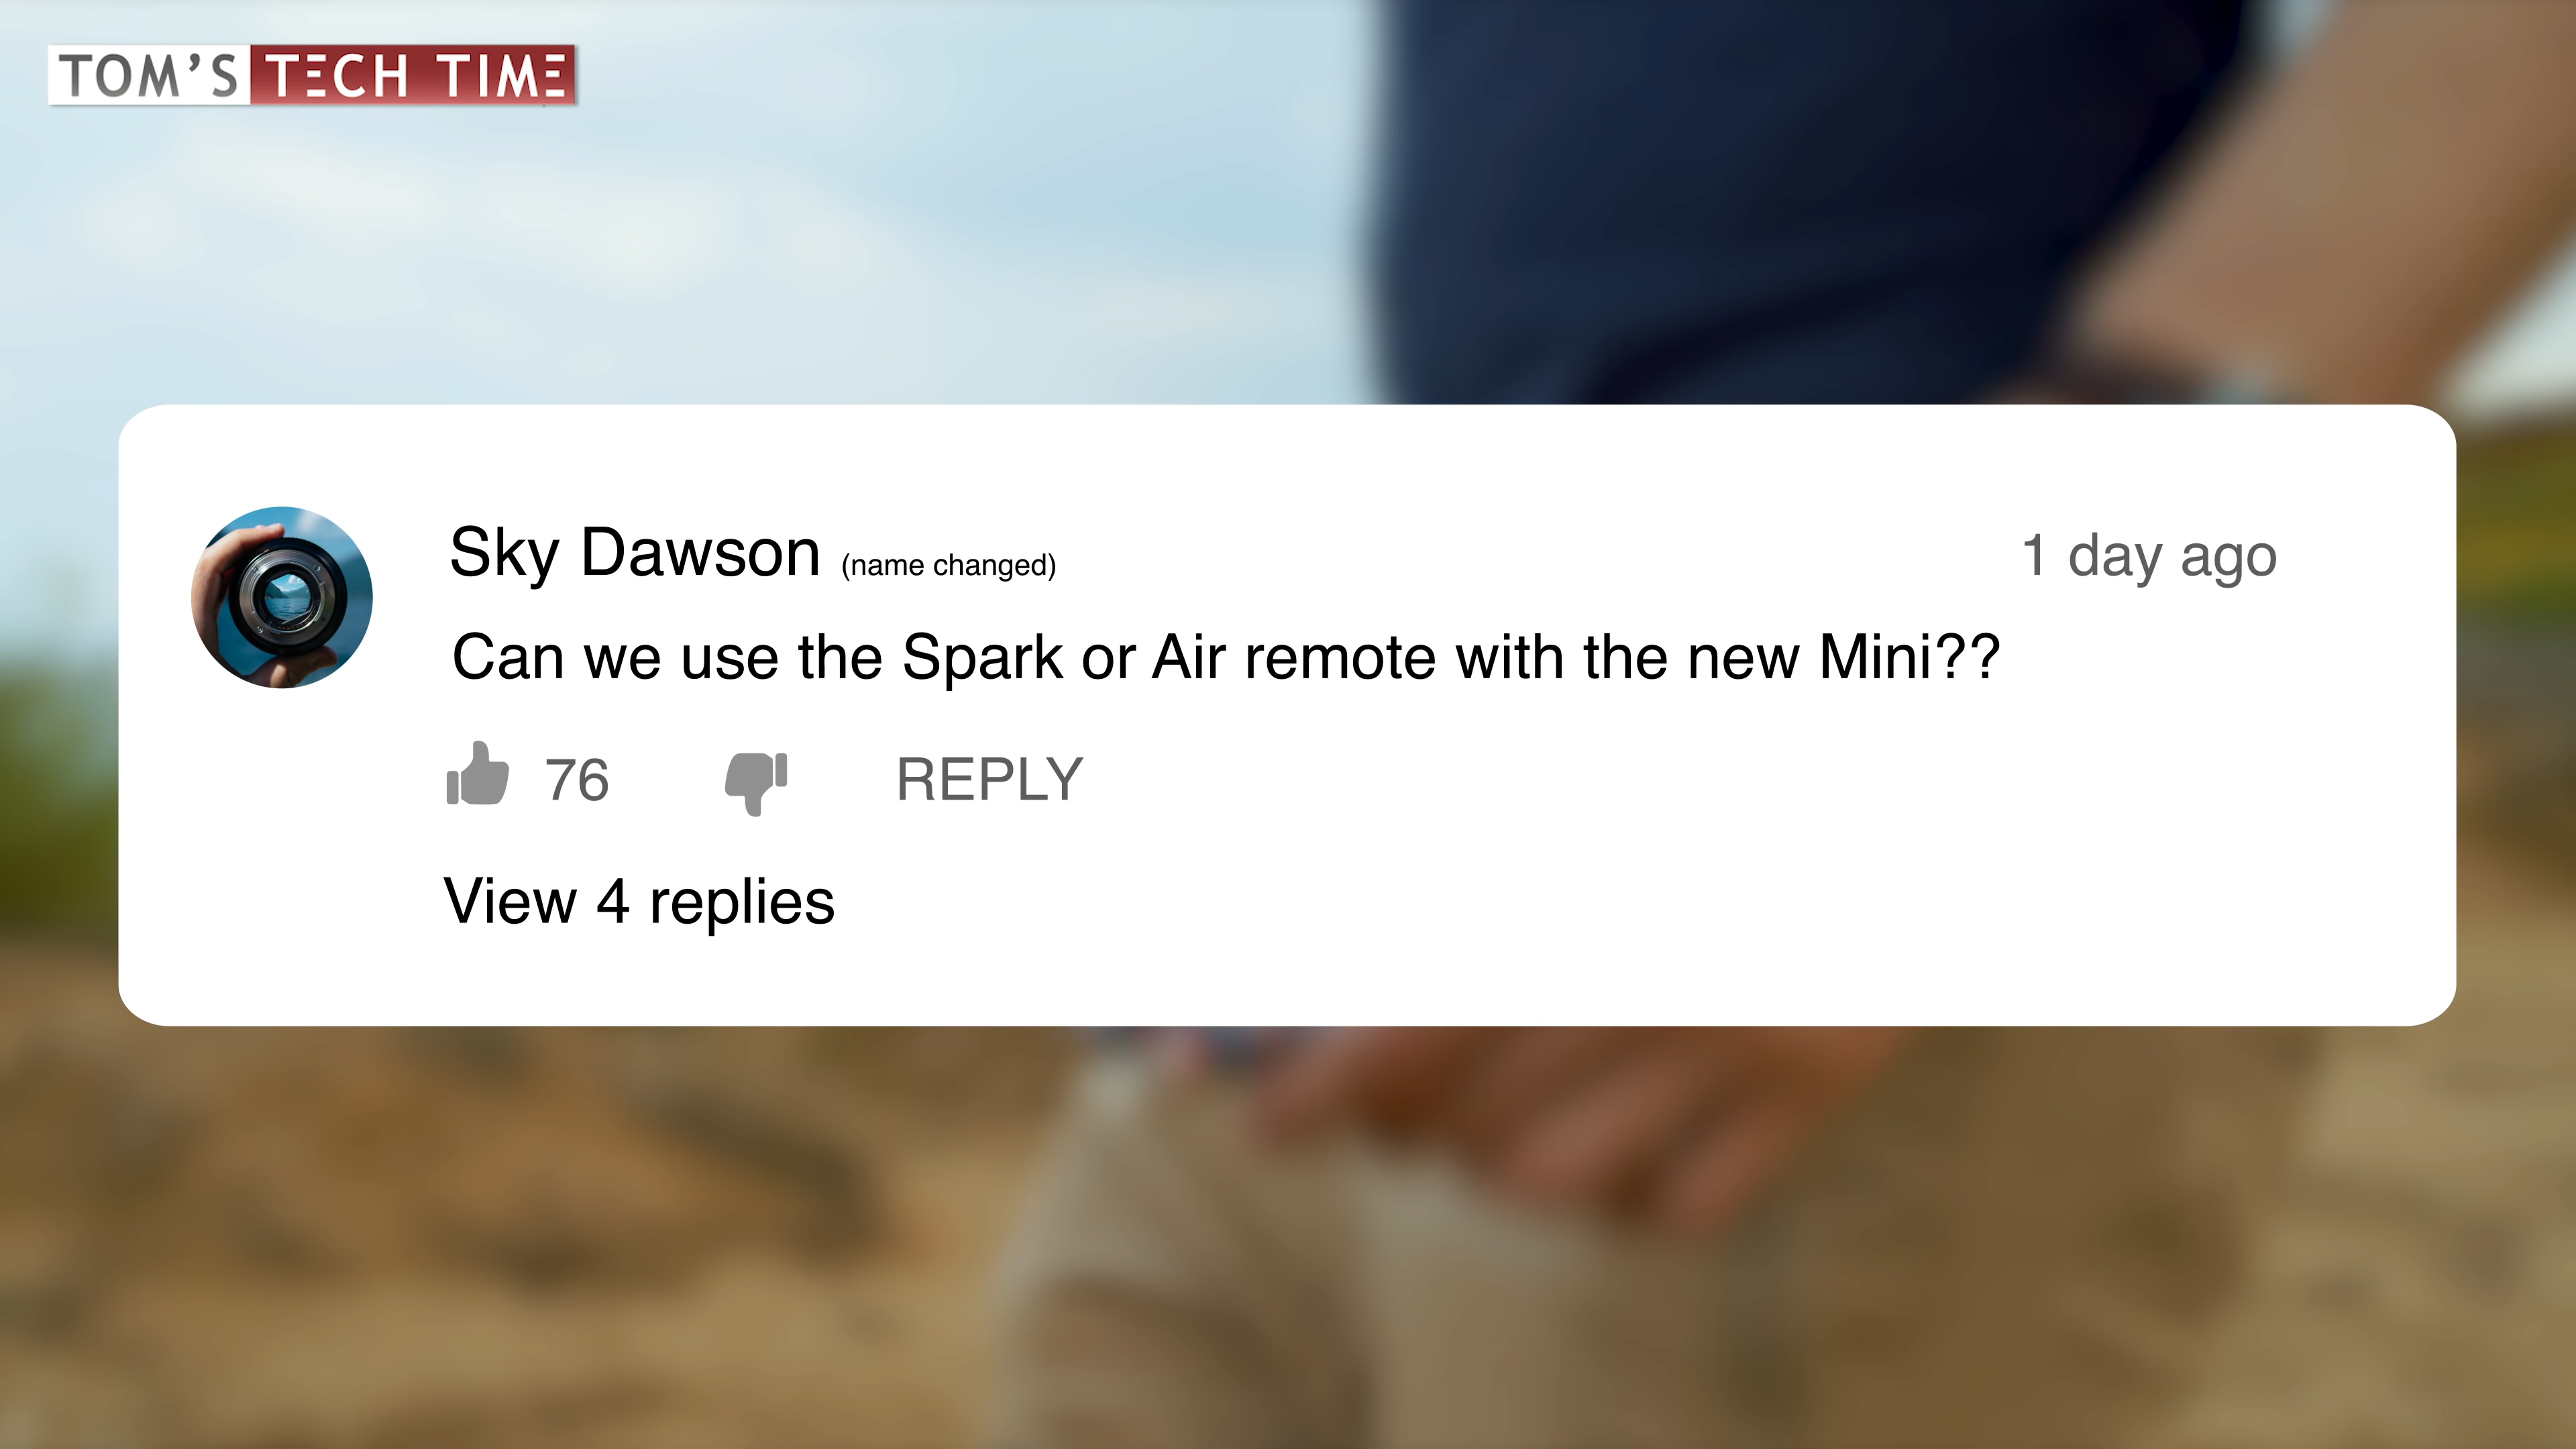 TOM'S TECH TIME
Sky Dawson (name changed)
1 day ago
Can we use the Spark or Air remote with the new Mini??
76
REPLY
View 4 replies